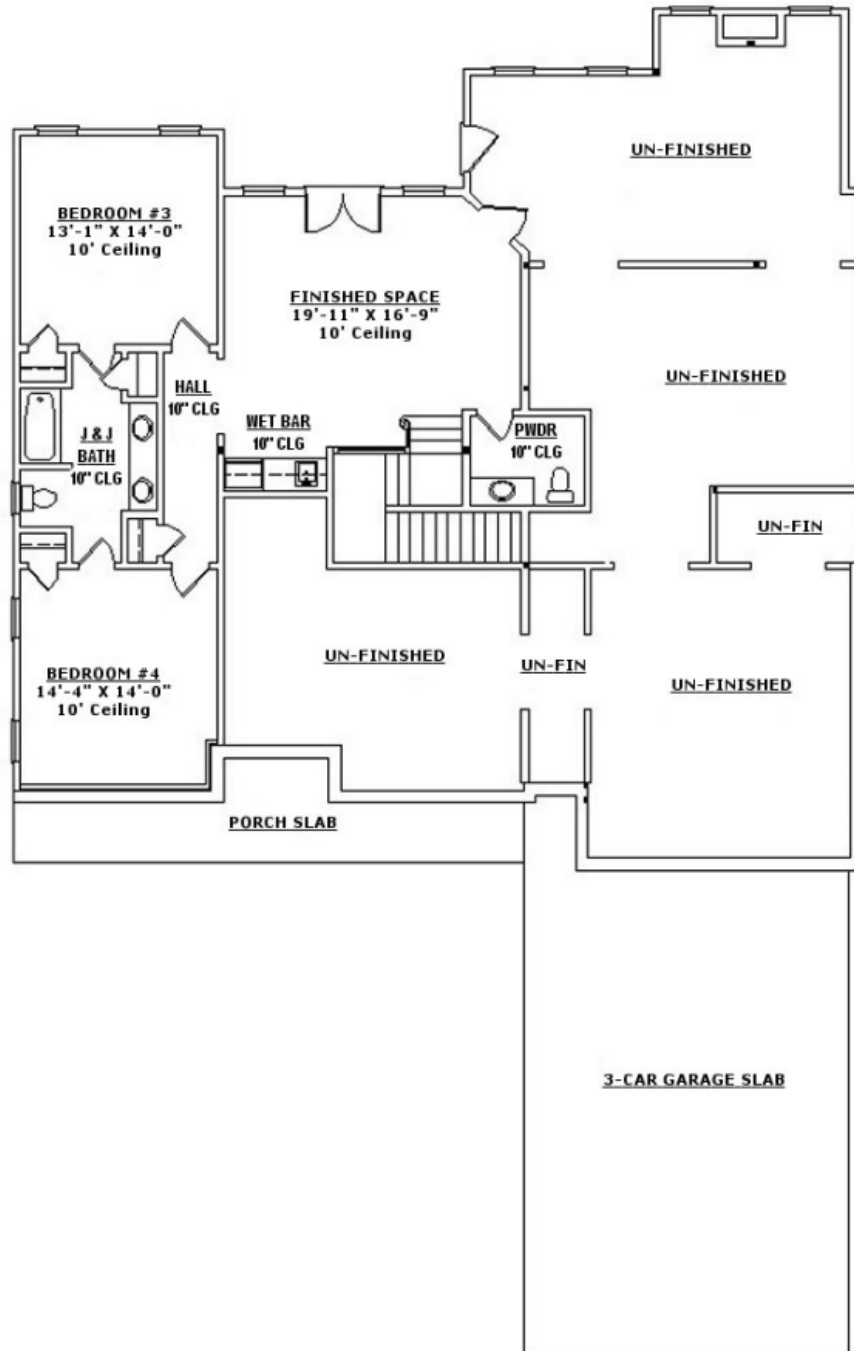 UN-FINISHED
BEDROOM #3
13'-1" X 14'-0"
10' Ceiling
FINISHED SPACE
19'-11" X 16'-9"
10' Ceiling
UN-FINISHED
HALL
10" CLG
WET BAR
10" CLG
PWDR
10" CLG
J & J
BATH
10" CLG
UN-FIN
UN-FINISHED
UN-FIN
BEDROOM #4
14'-4" X 14'-0"
10' Ceiling
UN-FINISHED
PORCH SLAB
3-CAR GARAGE SLAB